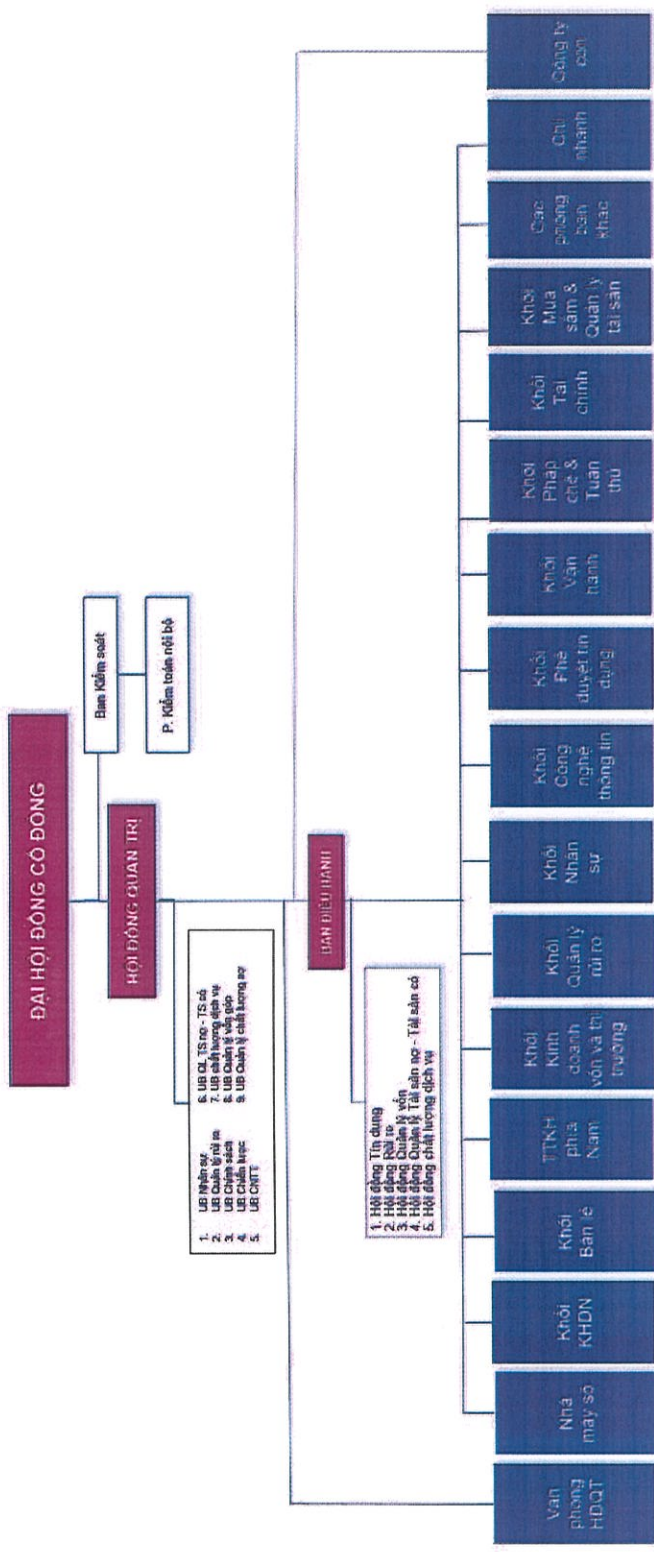 ĐẠI HỘI ĐỒNG CỔ ĐÔNG
Ban Kiểm soát
P. Kiểm toán nội bộ
HỘI ĐỒNG QUẢN TRỊ
1. UB Nhân sự
2. UB Quản lý rủi ro
3. UB Chính sách
4. UB Chiến lược
5. UB CNTT
6. UB QL TS nợ - TS có
7. UB chất lượng dịch vụ
8. UB Quản lý vốn góp
9. UB Quản lý chất lượng nợ
BAN ĐIỀU HÀNH
1. Hội đồng Tín dụng
2. Hội đồng Rủi ro
3. Hội đồng Quản lý vốn
4. Hội đồng Quản lý Tài sản nợ - Tài sản có
5. Hội đồng chất lượng dịch vụ
Văn
phòng
HĐQT
Nhà
máy số
Khối
KHDN
Khối
Bán lẻ
TTKH
phía
Nam
Khối
Kinh
doanh
vốn và thị
trường
Khối
Quản lý
rủi ro
Khối
Nhân
sự
Khối
Công
nghệ
thông tin
Khối
Phê
duyệt tín
dụng
Khối
Vận
hành
Khối
Pháp
chế &
Tuân
thủ
Khối
Tài
chính
Khối
Mua
sắm &
Quản lý
tài sản
Các
phòng
ban
khác
Chi
nhánh
Công ty
con